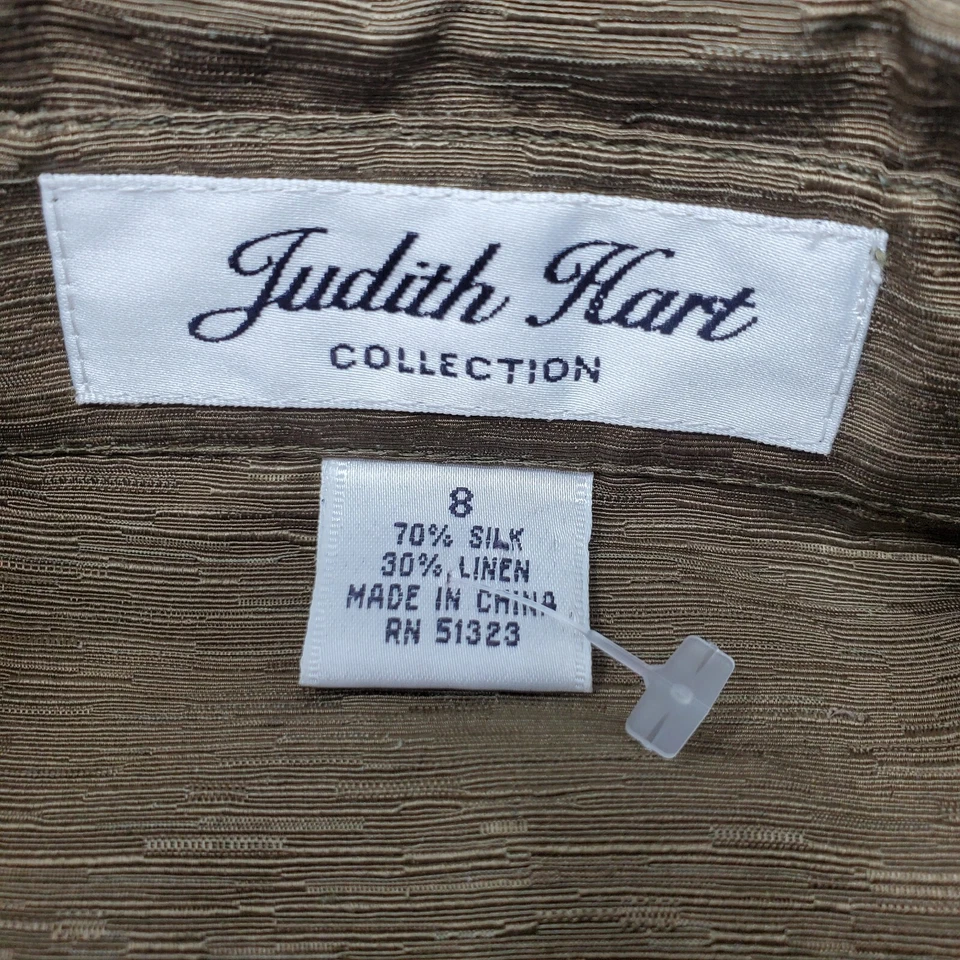 Judith Hart
COLLECTION
8
70% SILK
30% LINEN
MADE IN CHINA
RN 51323